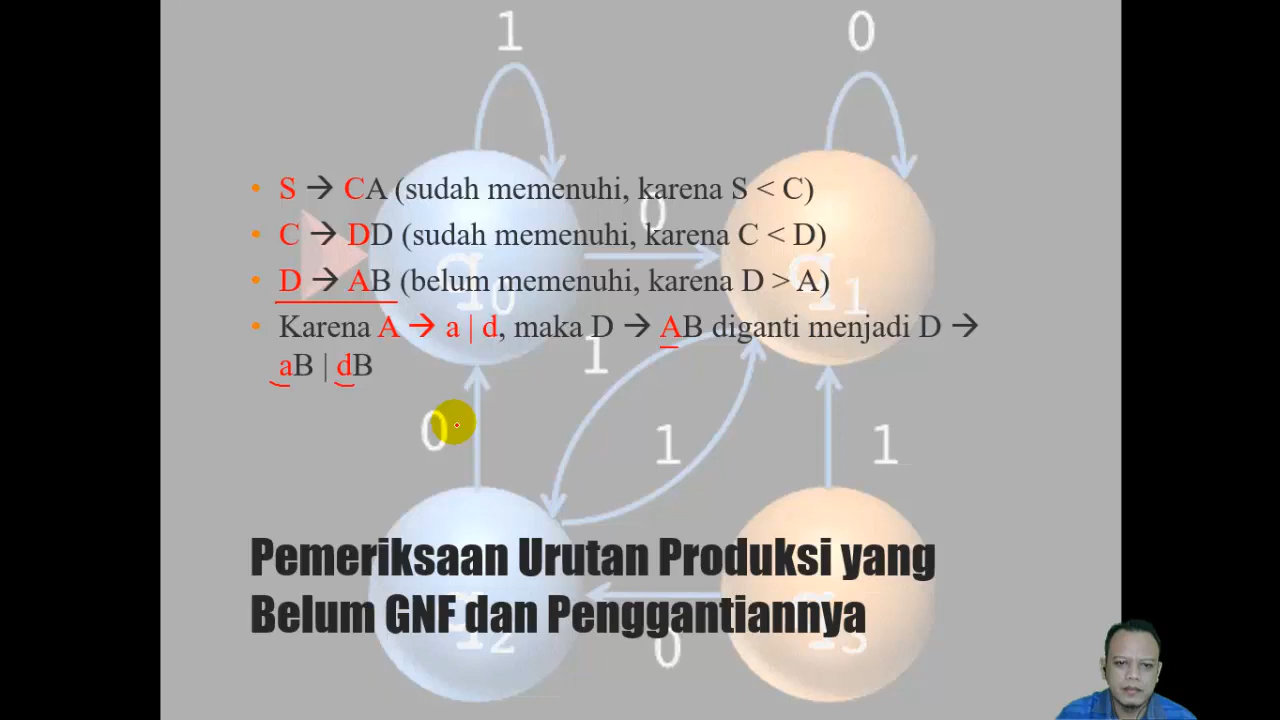 1
0
• S → CA (sudah memenuhi, karena S < C)
0
• C → DD (sudah memenuhi, karena C < D)
• D → AB (belum memenuhi, karena D > A)
q0
q1
• Karena A → a | d, maka D → AB diganti menjadi D →
aB | dB
1
0
1
1
Pemeriksaan Urutan Produksi yang
Belum GNF dan Penggantiannya
q2
q3
0